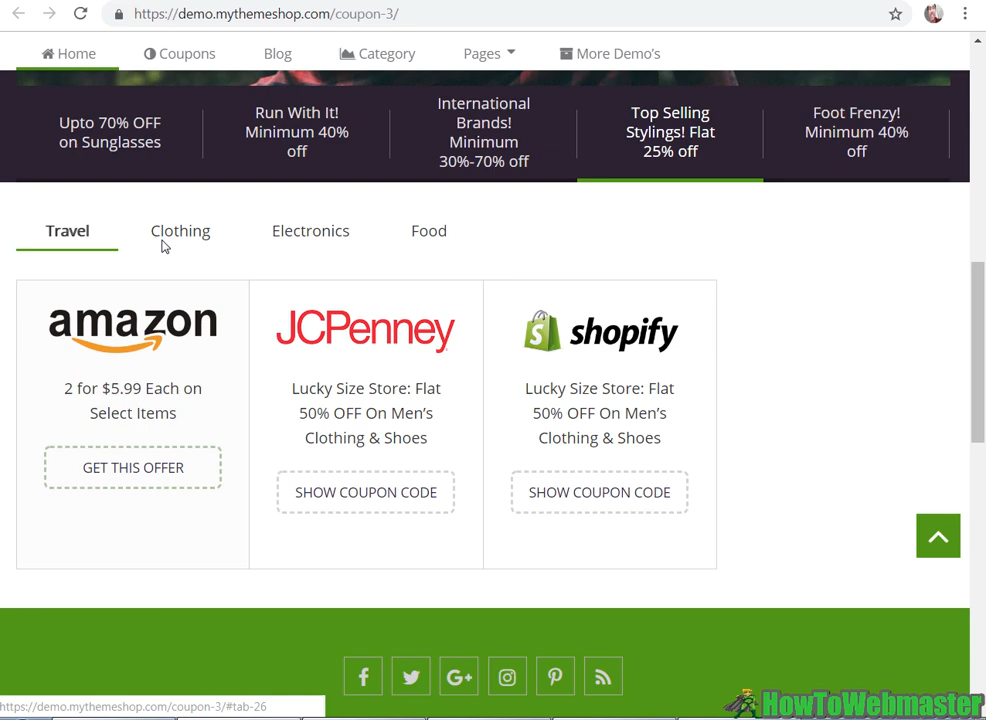 https://demo.mythemeshop.com/coupon-3/
Home
Coupons
Blog
Category
Pages
More Demo's
Upto 70% OFF
on Sunglasses
Run With It!
Minimum 40%
off
International
Brands!
Minimum
30%-70% off
Top Selling
Stylings! Flat
25% off
Foot Frenzy!
Minimum 40%
off
Travel
Clothing
Electronics
Food
amazon
2 for $5.99 Each on
Select Items
GET THIS OFFER
JCPenney
Lucky Size Store: Flat
50% OFF On Men's
Clothing & Shoes
SHOW COUPON CODE
shopify
Lucky Size Store: Flat
50% OFF On Men's
Clothing & Shoes
SHOW COUPON CODE
https://demo.mythemeshop.com/coupon-3/#tab-26
HowToWebmaster